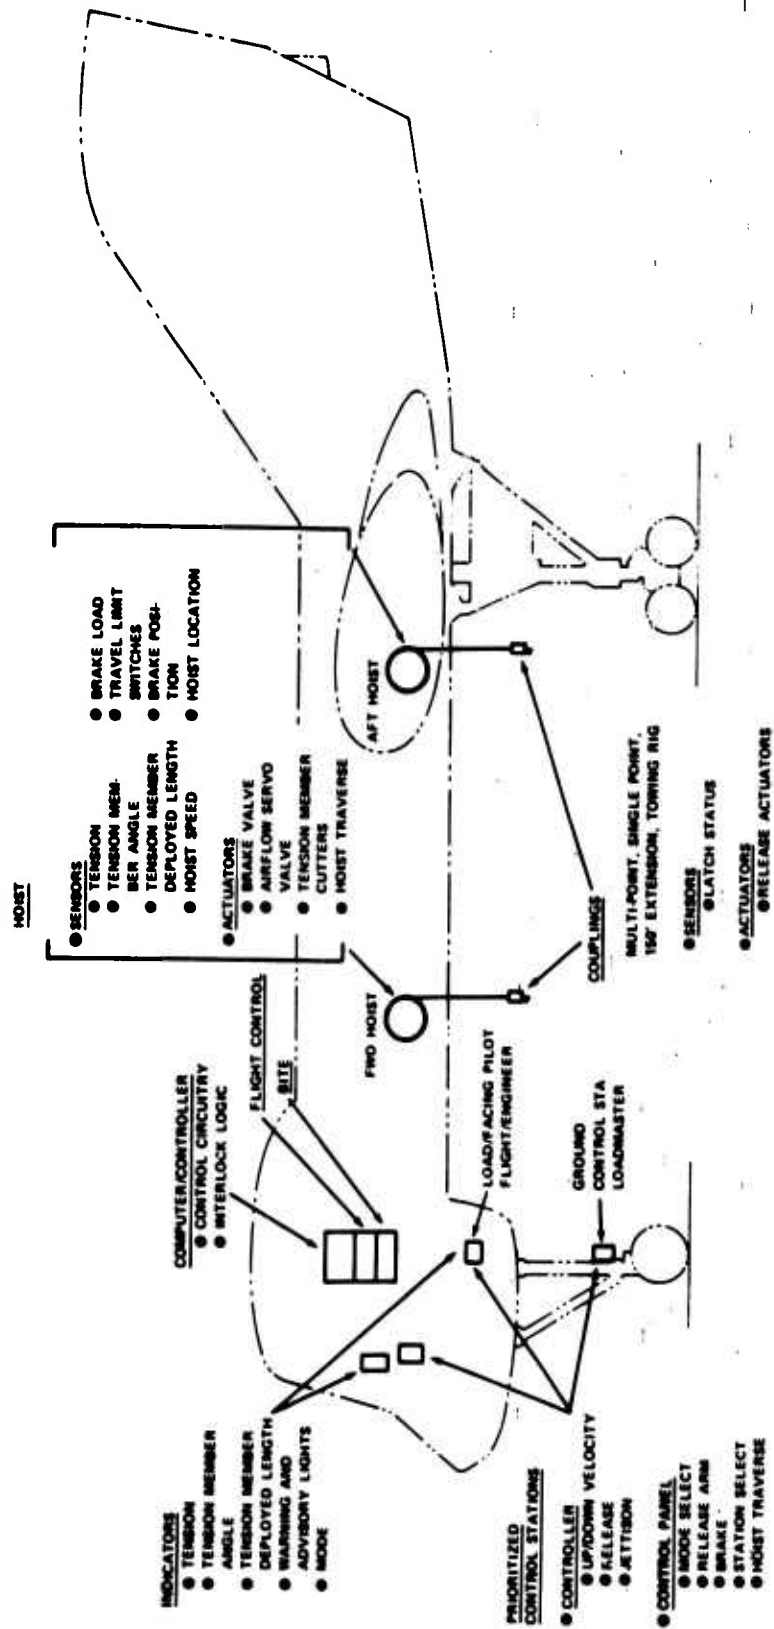 HOIST
● SENSORS
● TENSION
● TENSION MEM-
BER ANGLE
● TENSION MEMBER
DEPLOYED LENGTH
● HOIST SPEED
● BRAKE LOAD
● TRAVEL LIMIT
SWITCHES
● BRAKE POSI-
TION
● HOIST LOCATION
● ACTUATORS
● BRAKE VALVE
● AIRFLOW SERVO
VALVE
● TENSION MEMBER
CUTTERS
● HOIST TRAVERSE
COMPUTER/CONTROLLER
● CONTROL CIRCUITRY
● INTERLOCK LOGIC
FLIGHT CONTROL
BITE
INDICATORS
● TENSION
● TENSION MEMBER
ANGLE
● TENSION MEMBER
DEPLOYED LENGTH
● WARNING AND
ADVISORY LIGHTS
● MODE
FWD HOIST
AFT HOIST
LOAD/FACING PILOT
FLIGHT/ENGINEER
GROUND
CONTROL STA
LOADMASTER
PRIORITIZED
CONTROL STATIONS
● CONTROLLER
● UP/DOWN VELOCITY
● RELEASE
● JETTISON
● CONTROL PANEL
● MODE SELECT
● RELEASE ARM
● BRAKE
● STATION SELECT
● HOIST TRAVERSE
COUPLINGS
MULTI-POINT, SINGLE POINT,
150' EXTENSION, TOWING RIG
● SENSORS
● LATCH STATUS
● ACTUATORS
● RELEASE ACTUATORS